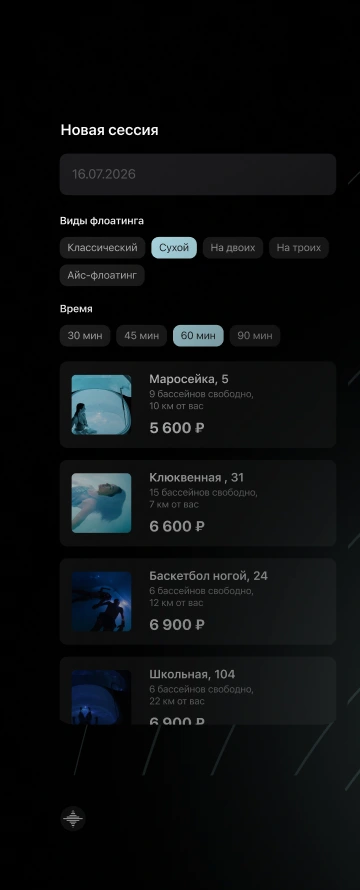 Новая сессия
16.07.2026
Виды флоатинга
Классический Сухой На двоих На троих
Айс-флоатинг
Время
30 мин 45 мин 60 мин 90 мин
Маросейка, 5
9 бассейнов свободно,
10 км от вас
5 600 ₽
Клюквенная , 31
15 бассейнов свободно,
7 км от вас
6 600 ₽
Баскетбол ногой, 24
6 бассейнов свободно,
12 км от вас
6 900 ₽
Школьная, 104
6 бассейнов свободно,
22 км от вас
6 900 ₽